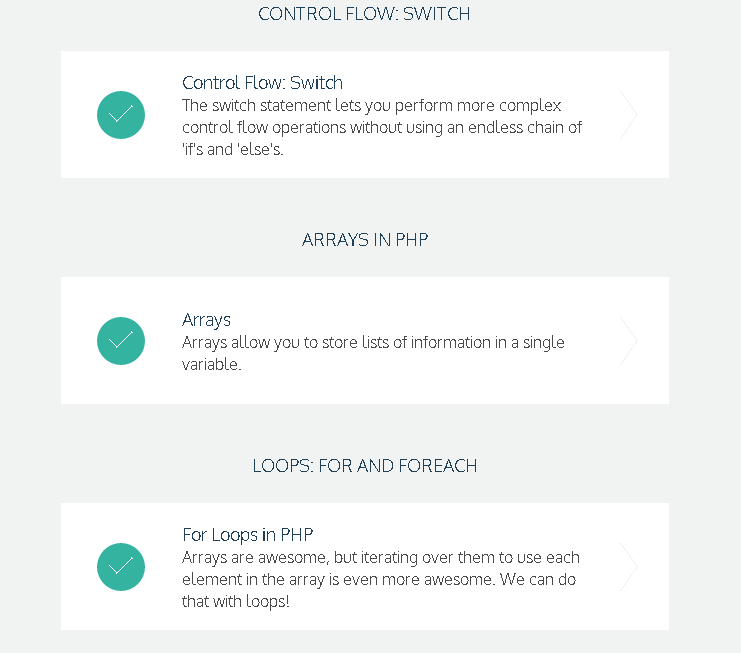 CONTROL FLOW: SWITCH
Control Flow: Switch
The switch statement lets you perform more complex
control flow operations without using an endless chain of
'if's and 'else's.
ARRAYS IN PHP
Arrays
Arrays allow you to store lists of information in a single
variable.
LOOPS: FOR AND FOREACH
For Loops in PHP
Arrays are awesome, but iterating over them to use each
element in the array is even more awesome. We can do
that with loops!